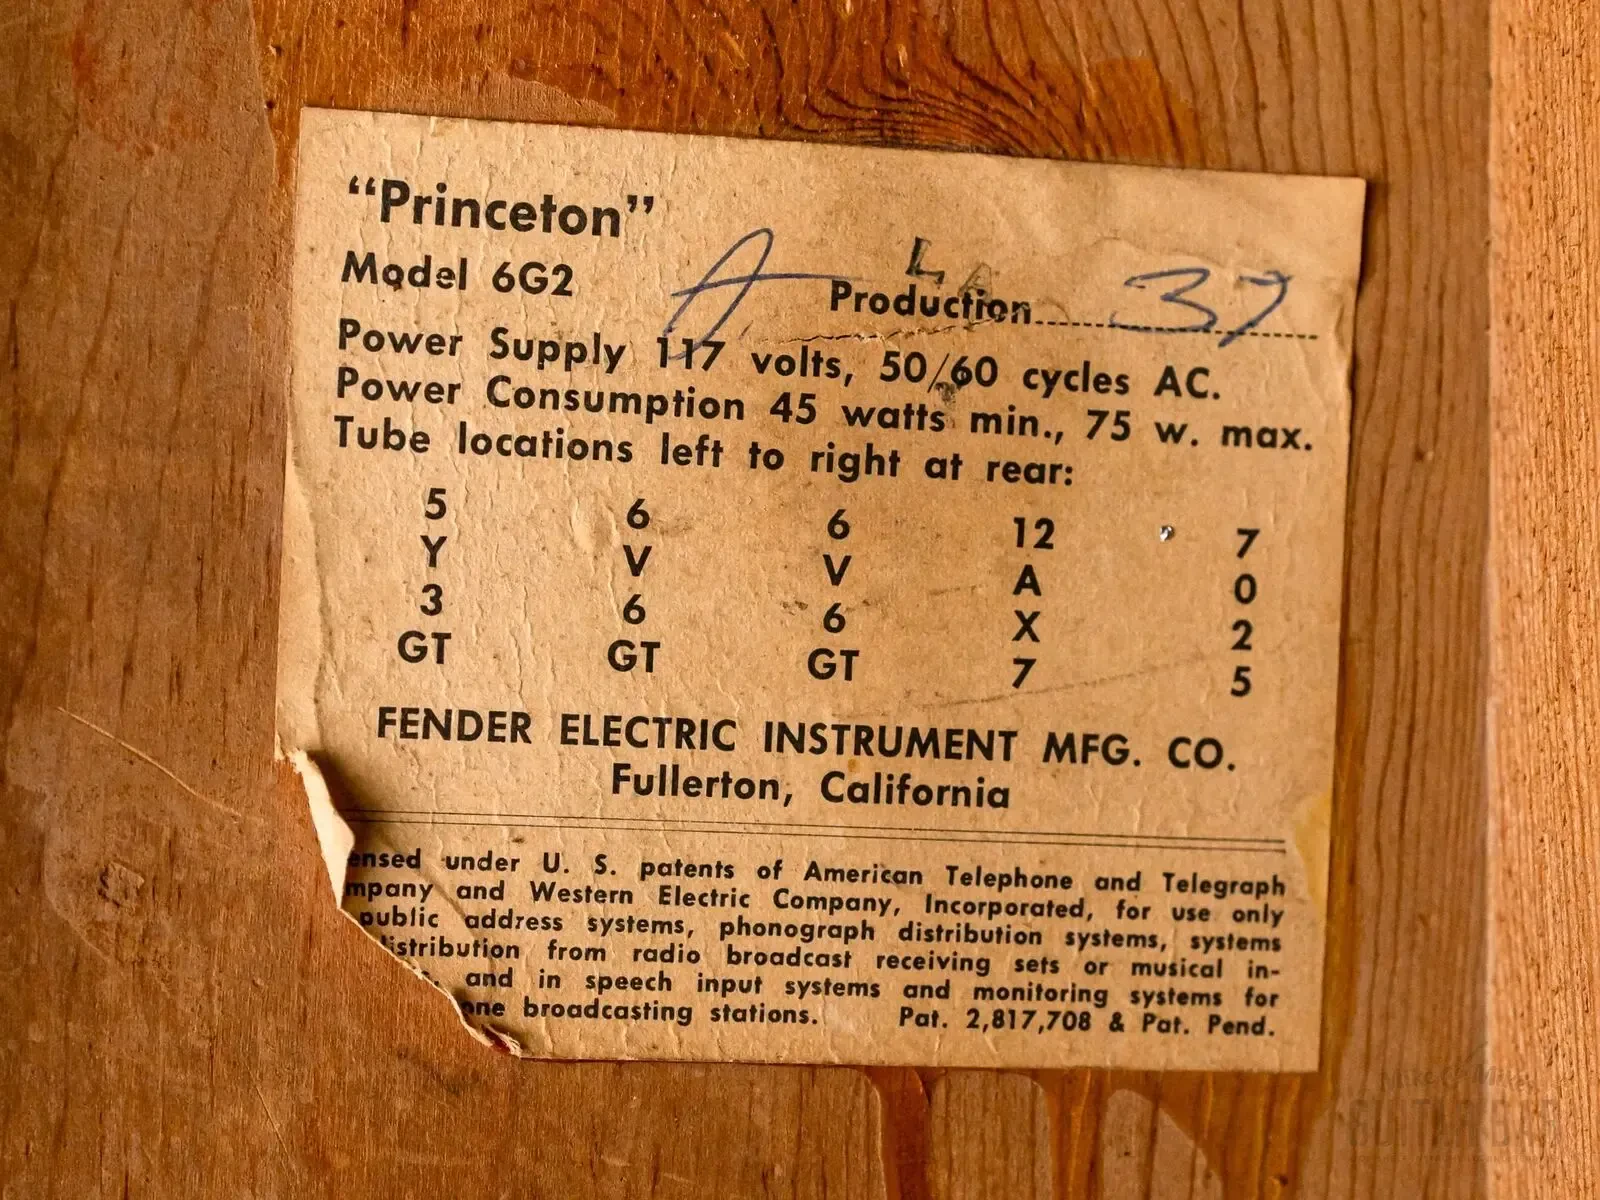 “Princeton”
Model 6G2
A
L
Production 37
Power Supply 117 volts, 50/60 cycles AC.
Power Consumption 45 watts min., 75 w. max.
Tube locations left to right at rear:
5 6 6 12 7
Y V V A 0
3 6 6 X 2
GT GT GT 7 5
FENDER ELECTRIC INSTRUMENT MFG. CO.
Fullerton, California
ensed under U. S. patents of American Telephone and Telegraph
mpany and Western Electric Company, Incorporated, for use only
public address systems, phonograph distribution systems, systems
distribution from radio broadcast receiving sets or musical in-
and in speech input systems and monitoring systems for
one broadcasting stations. Pat. 2,817,708 & Pat. Pend.